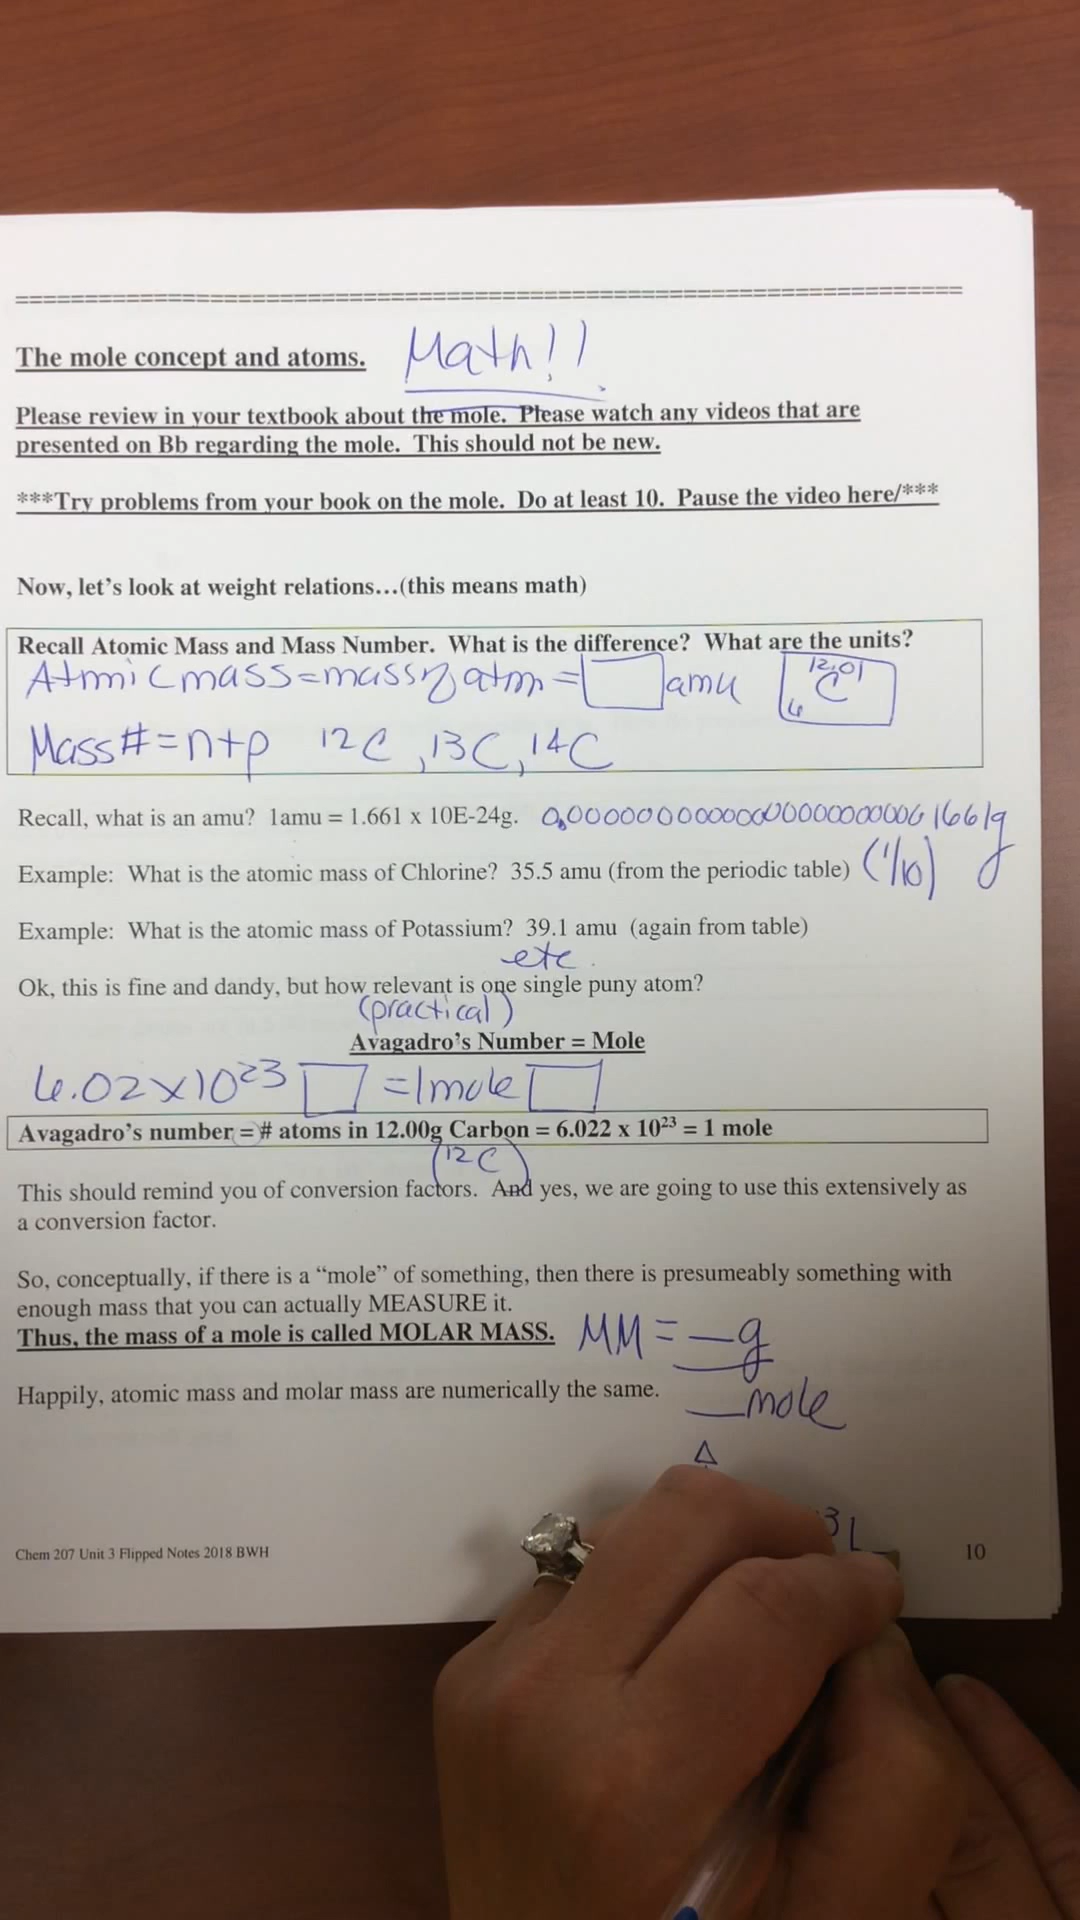 ==========================================================================
The mole concept and atoms. Math!!
Please review in your textbook about the mole. Please watch any videos that are
presented on Bb regarding the mole. This should not be new.
***Try problems from your book on the mole. Do at least 10. Pause the video here/***
Now, let's look at weight relations…(this means math)
Recall Atomic Mass and Mass Number. What is the difference? What are the units?
Atomic mass = mass of atom = amu 12.01
6 C
Mass # = n+p 12C, 13C, 14C
Recall, what is an amu? 1amu = 1.661 x 10E-24g.
Example: What is the atomic mass of Chlorine? 35.5 amu (from the periodic table) (1/10)
Example: What is the atomic mass of Potassium? 39.1 amu (again from table)
etc.
Ok, this is fine and dandy, but how relevant is one single puny atom?
(practical)
Avagadro's Number = Mole
6.02x10²³ = 1 mole
Avagadro's number = # atoms in 12.00g Carbon = 6.022 x 10²³ = 1 mole
(12C)
This should remind you of conversion factors. And yes, we are going to use this extensively as
a conversion factor.
So, conceptually, if there is a “mole” of something, then there is presumeably something with
enough mass that you can actually MEASURE it.
Thus, the mass of a mole is called MOLAR MASS. MM = _g
Happily, atomic mass and molar mass are numerically the same. _mole
Chem 207 Unit 3 Flipped Notes 2018 BWH 10